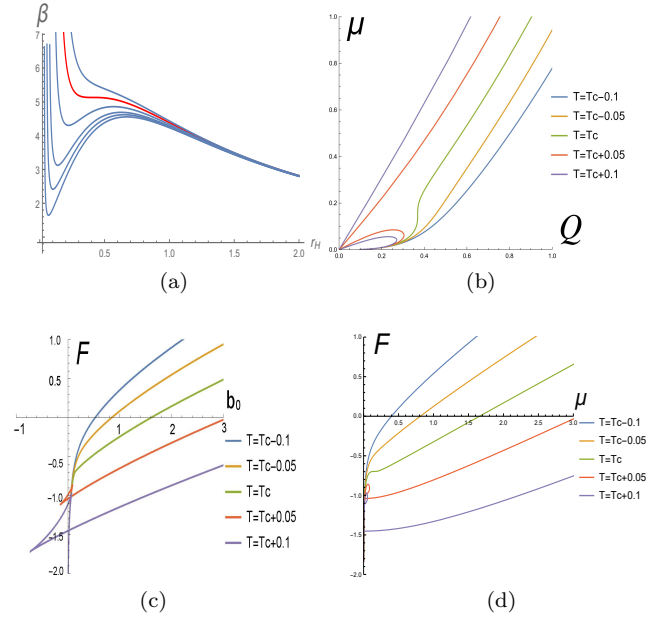 β
7
6
5
4
3
2
0.5
1.0
1.5
2.0
r_H
(a)
μ
1.0
0.8
0.6
0.4
0.2
0.0
0.0
0.2
0.4
0.6
0.8
1.0
Q
T=Tc−0.1
T=Tc−0.05
T=Tc
T=Tc+0.05
T=Tc+0.1
(b)
F
1.0
0.5
−0.5
−1.0
−1.5
−2.0
−1
0
1
2
3
b₀
T=Tc−0.1
T=Tc−0.05
T=Tc
T=Tc+0.05
T=Tc+0.1
(c)
F
1.0
0.5
0.0
−0.5
−1.0
−1.5
−2.0
0.5
1.0
1.5
2.0
2.5
3.0
μ
T=Tc−0.1
T=Tc−0.05
T=Tc
T=Tc+0.05
T=Tc+0.1
(d)